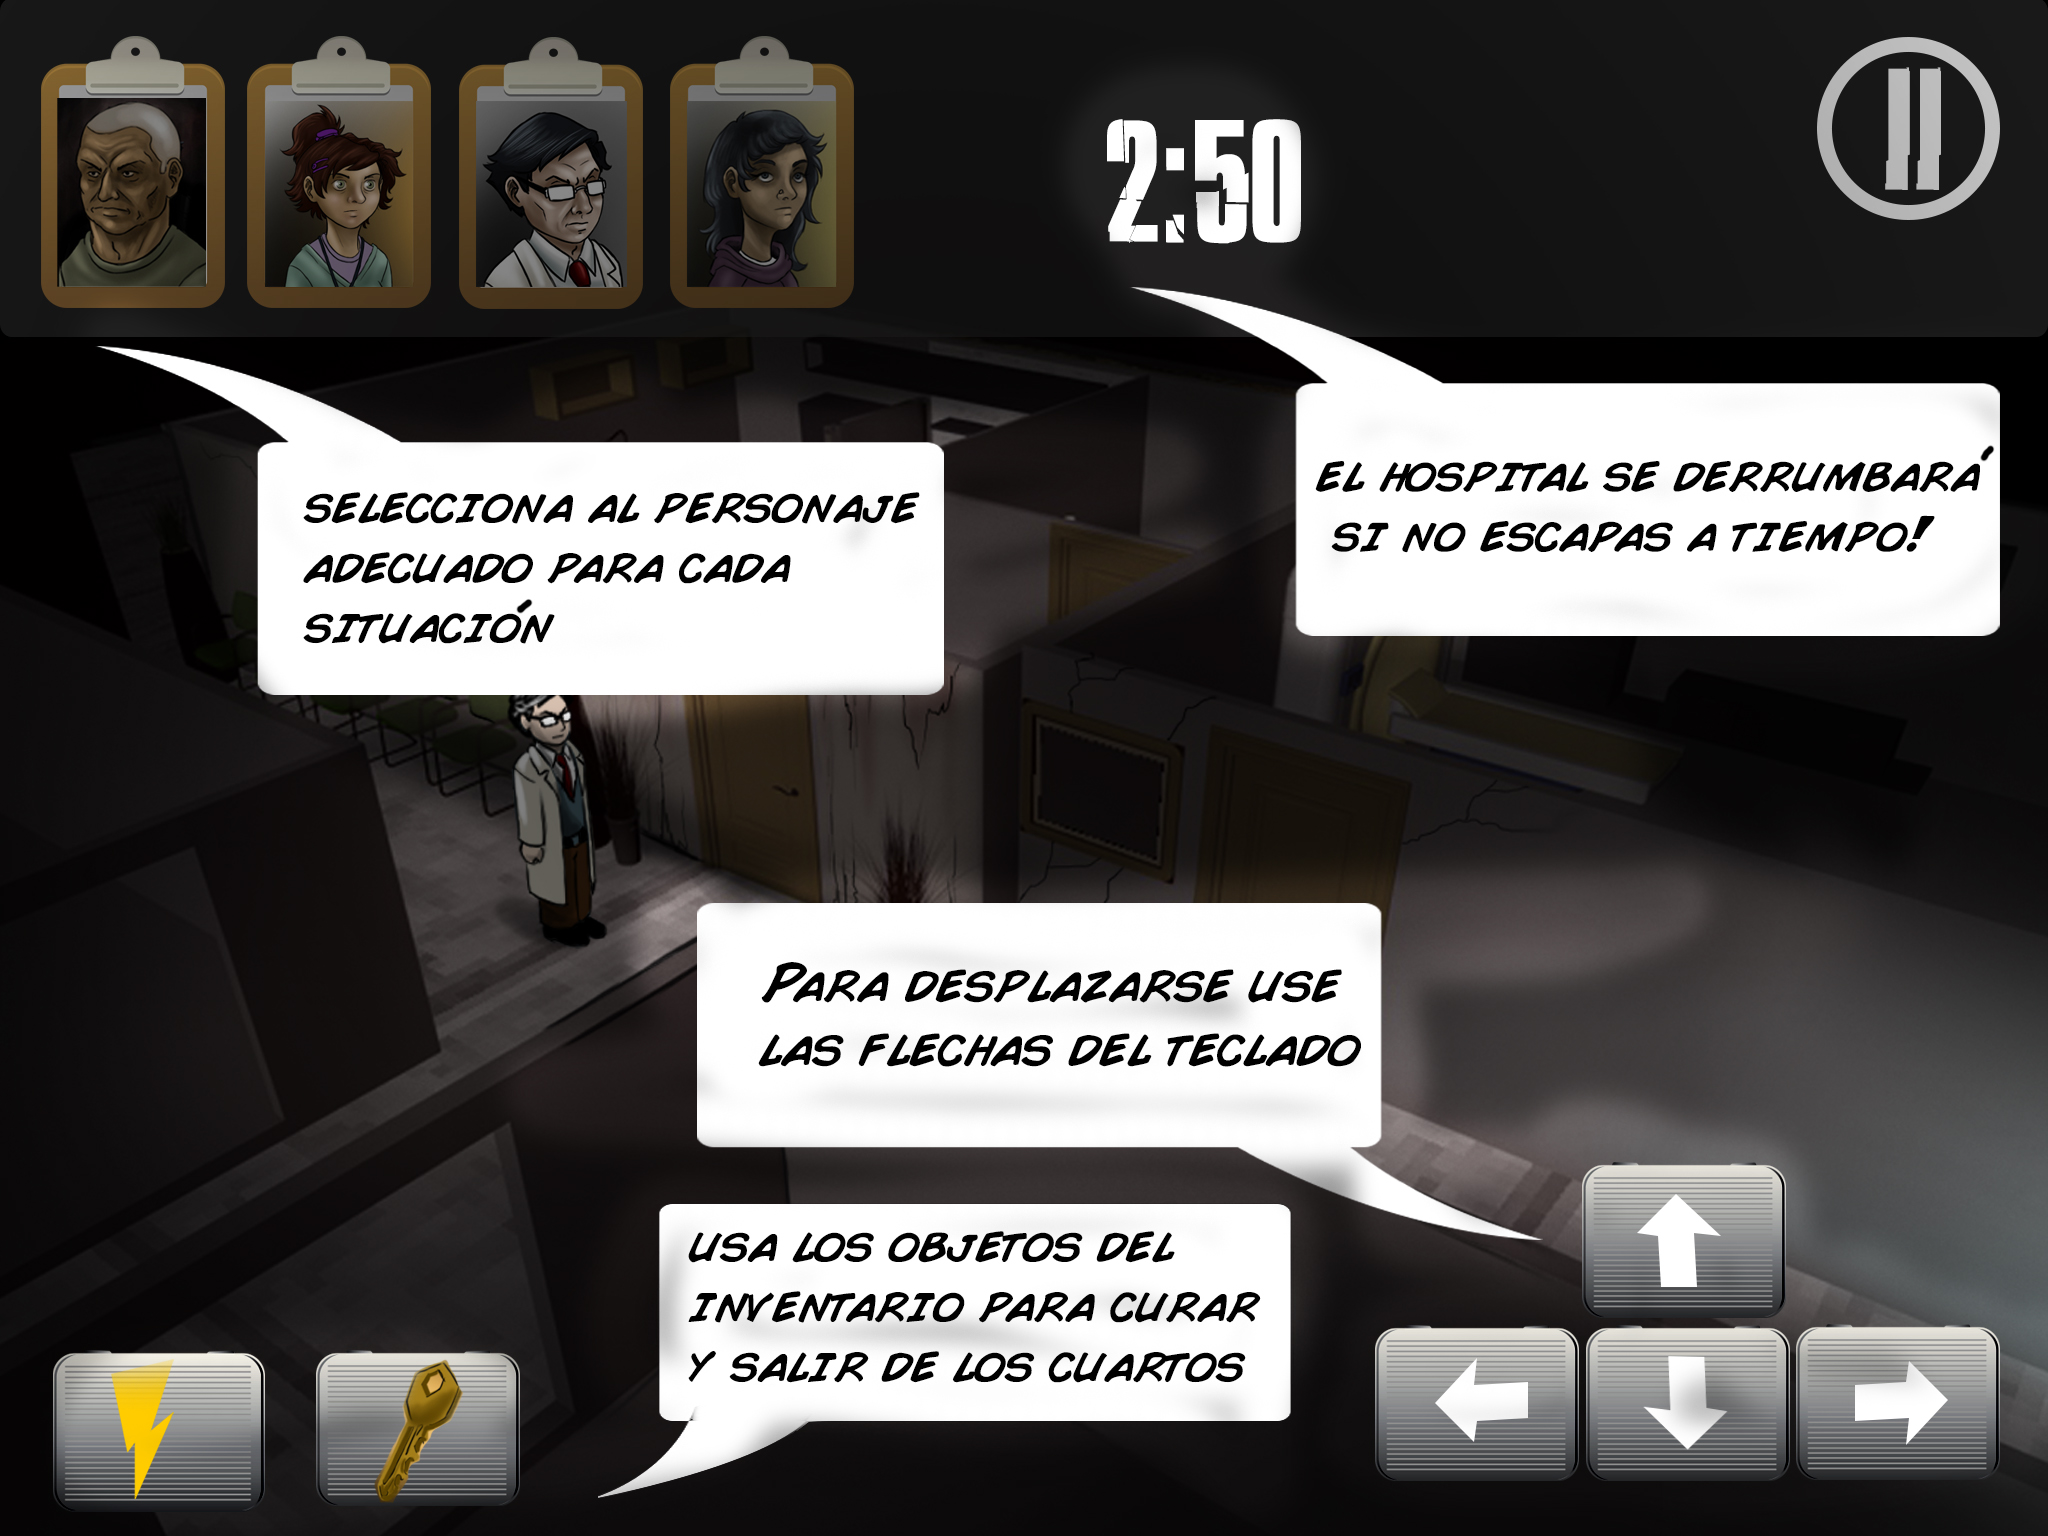 2:50
EL HOSPITAL SE DERRUMBARÁ
SI NO ESCAPAS A TIEMPO!
SELECCIONA AL PERSONAJE
ADECUADO PARA CADA
SITUACIÓN
PARA DESPLAZARSE USE
LAS FLECHAS DEL TECLADO
USA LOS OBJETOS DEL
INVENTARIO PARA CURAR
Y SALIR DE LOS CUARTOS